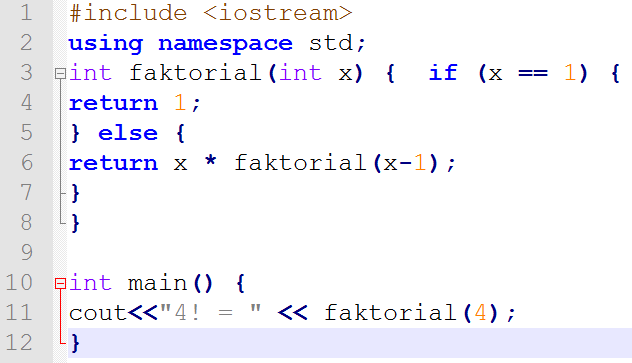 1 #include <iostream>
2 using namespace std;
3 int faktorial(int x) {  if (x == 1) {
4 return 1;
5 } else {
6 return x * faktorial(x-1);
7 }
8 }
9
10 int main() {
11 cout<<"4! = " << faktorial(4);
12 }